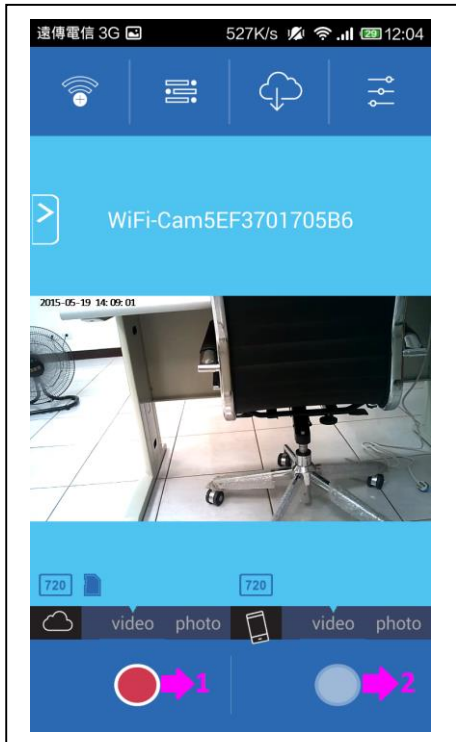 遠傳電信 3G 527K/s 29 12:04
WiFi-Cam5EF3701705B6
2015-05-19 14:09:01
720 720
video photo video photo
1 2